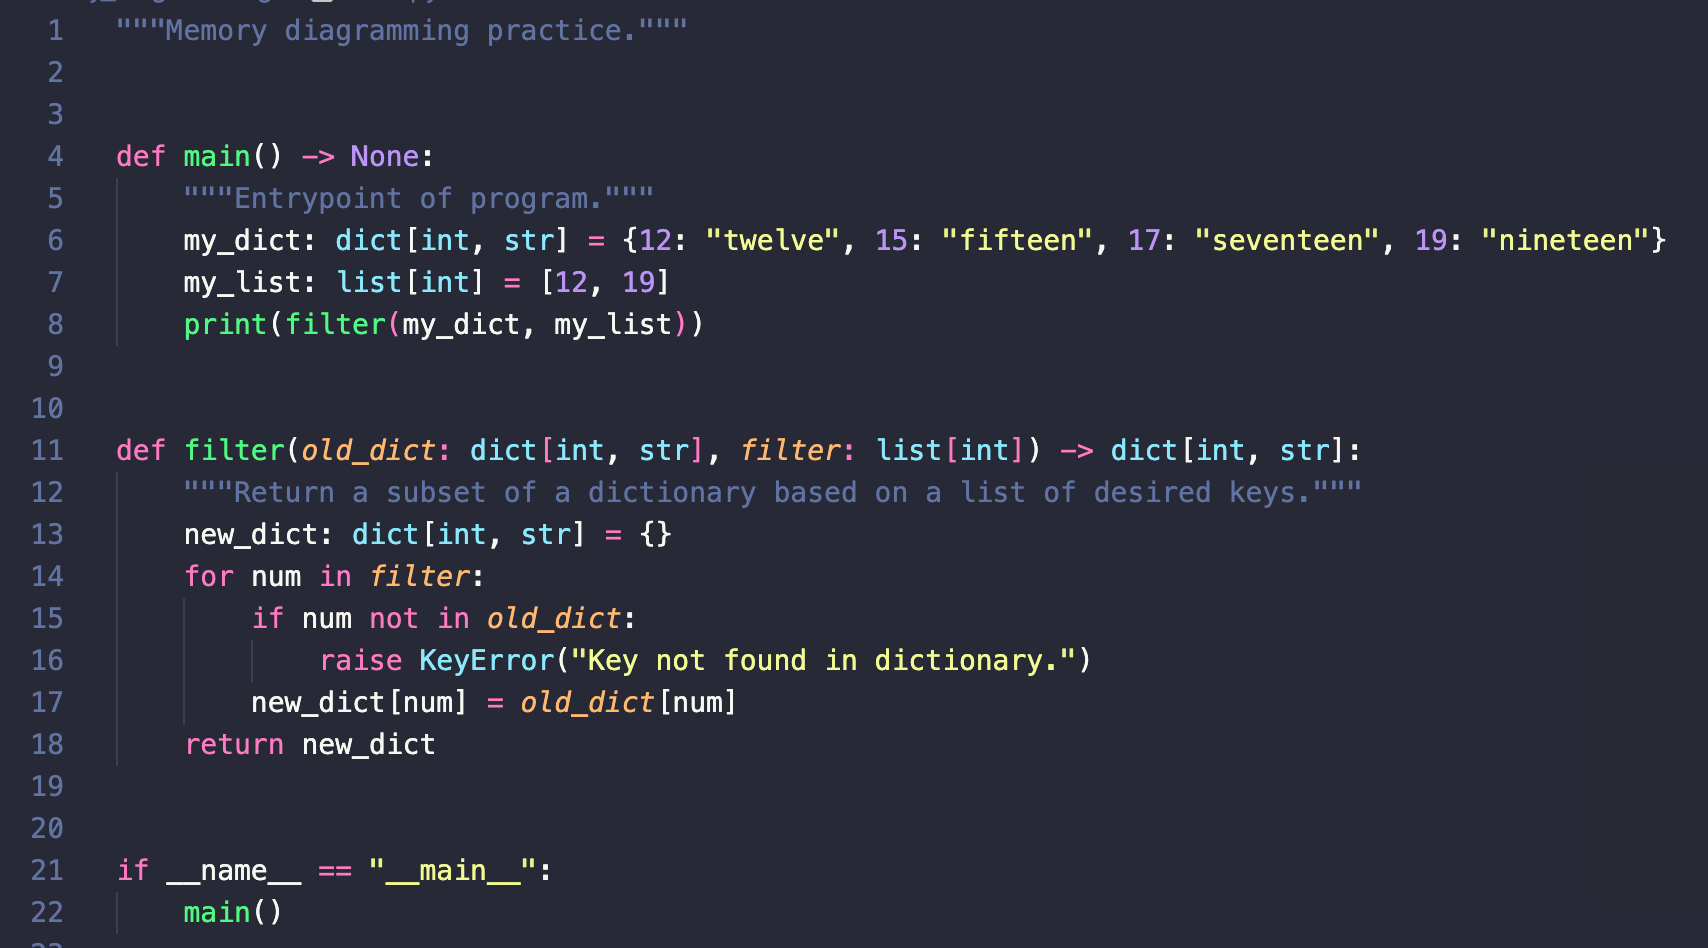 1 """Memory diagramming practice."""
2
3
4 def main() -> None:
5     """Entrypoint of program."""
6     my_dict: dict[int, str] = {12: "twelve", 15: "fifteen", 17: "seventeen", 19: "nineteen"}
7     my_list: list[int] = [12, 19]
8     print(filter(my_dict, my_list))
9
10
11 def filter(old_dict: dict[int, str], filter: list[int]) -> dict[int, str]:
12     """Return a subset of a dictionary based on a list of desired keys."""
13     new_dict: dict[int, str] = {}
14     for num in filter:
15         if num not in old_dict:
16             raise KeyError("Key not found in dictionary.")
17         new_dict[num] = old_dict[num]
18     return new_dict
19
20
21 if __name__ == "__main__":
22     main()